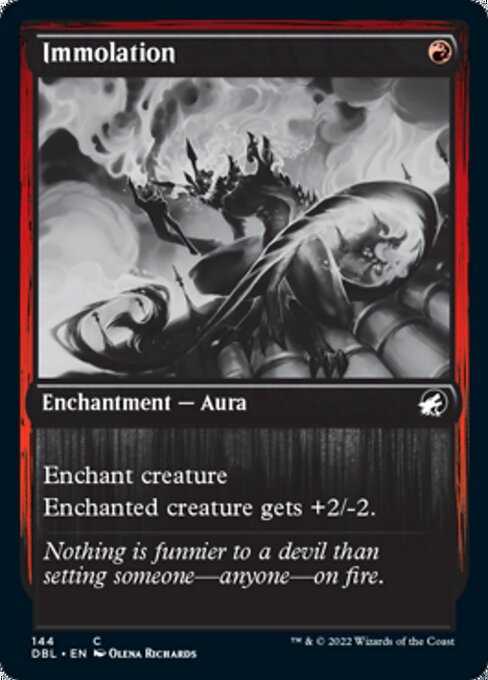 Immolation
Enchantment — Aura
Enchant creature
Enchanted creature gets +2/-2.
Nothing is funnier to a devil than
setting someone—anyone—on fire.
144 C
DBL • EN Olena Richards
™ & © 2022 Wizards of the Coast